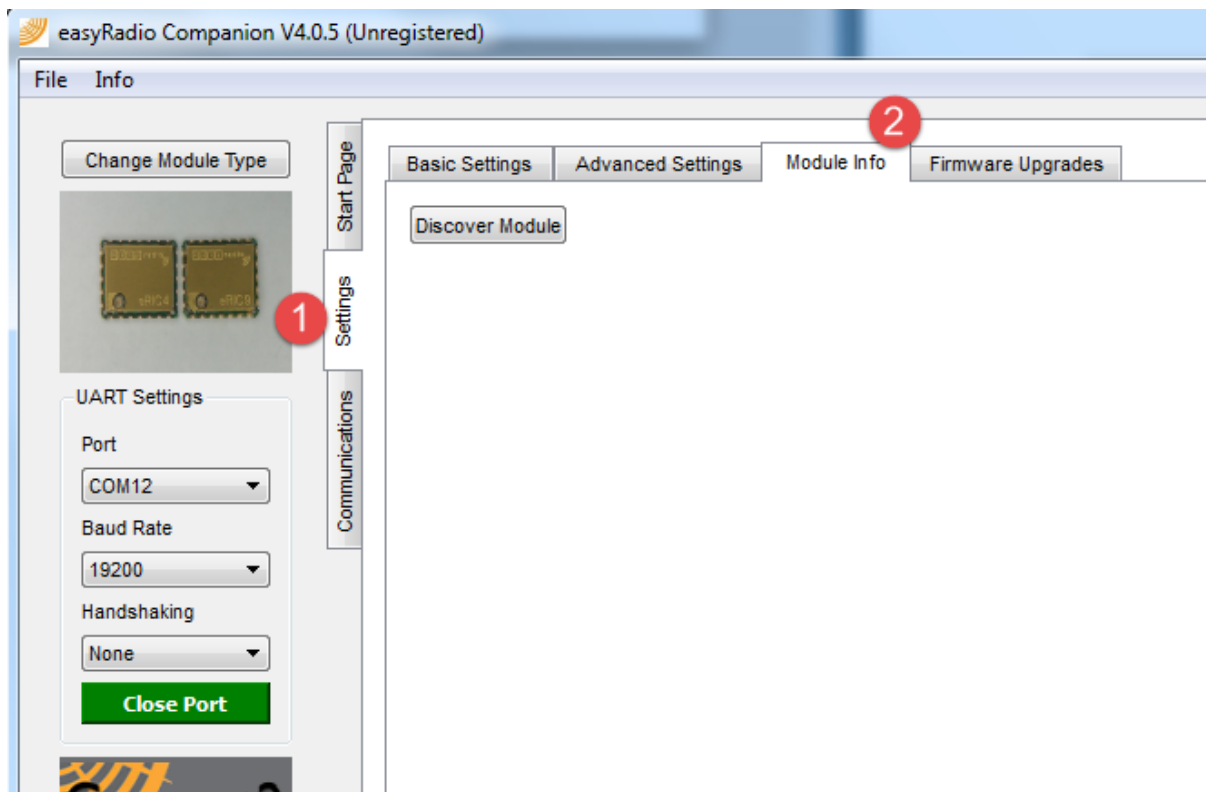 easyRadio Companion V4.0.5 (Unregistered)
File Info
Change Module Type
eRIC4 eRIC9
UART Settings
Port
COM12
Baud Rate
19200
Handshaking
None
Close Port
Start Page
1
Settings
Communications
2
Basic Settings Advanced Settings Module Info Firmware Upgrades
Discover Module